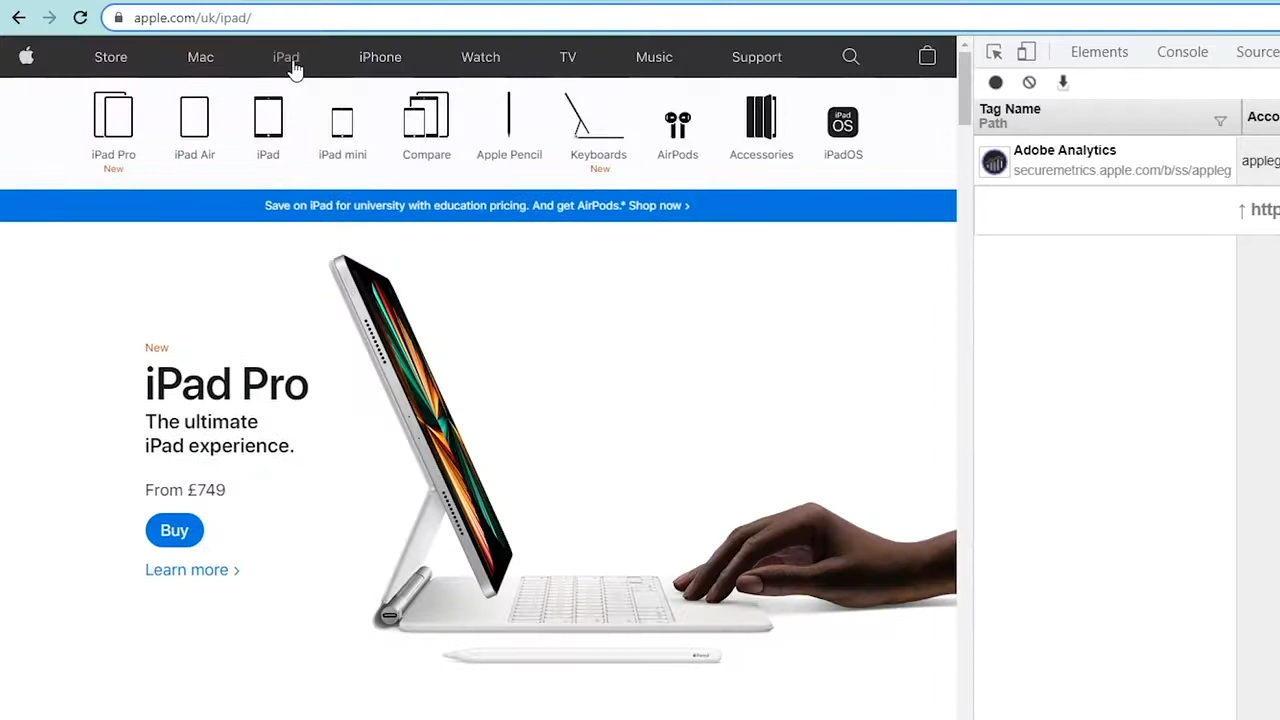 apple.com/uk/ipad/
Store Mac iPad iPhone Watch TV Music Support
iPad OS
iPad Pro iPad Air iPad iPad mini Compare Apple Pencil Keyboards AirPods Accessories iPadOS
New New
Save on iPad for university with education pricing. And get AirPods.* Shop now >
New
iPad Pro
The ultimate
iPad experience.
From £749
Buy
Learn more >
Elements Console Source
Tag Name Acco
Path
Adobe Analytics
securemetrics.apple.com/b/ss/appleg appleg
↑ http